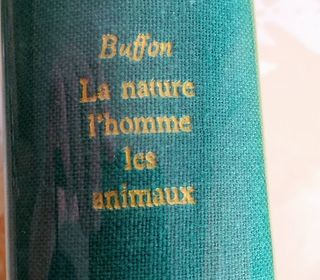 Buffon
La nature
l'homme
les
animaux